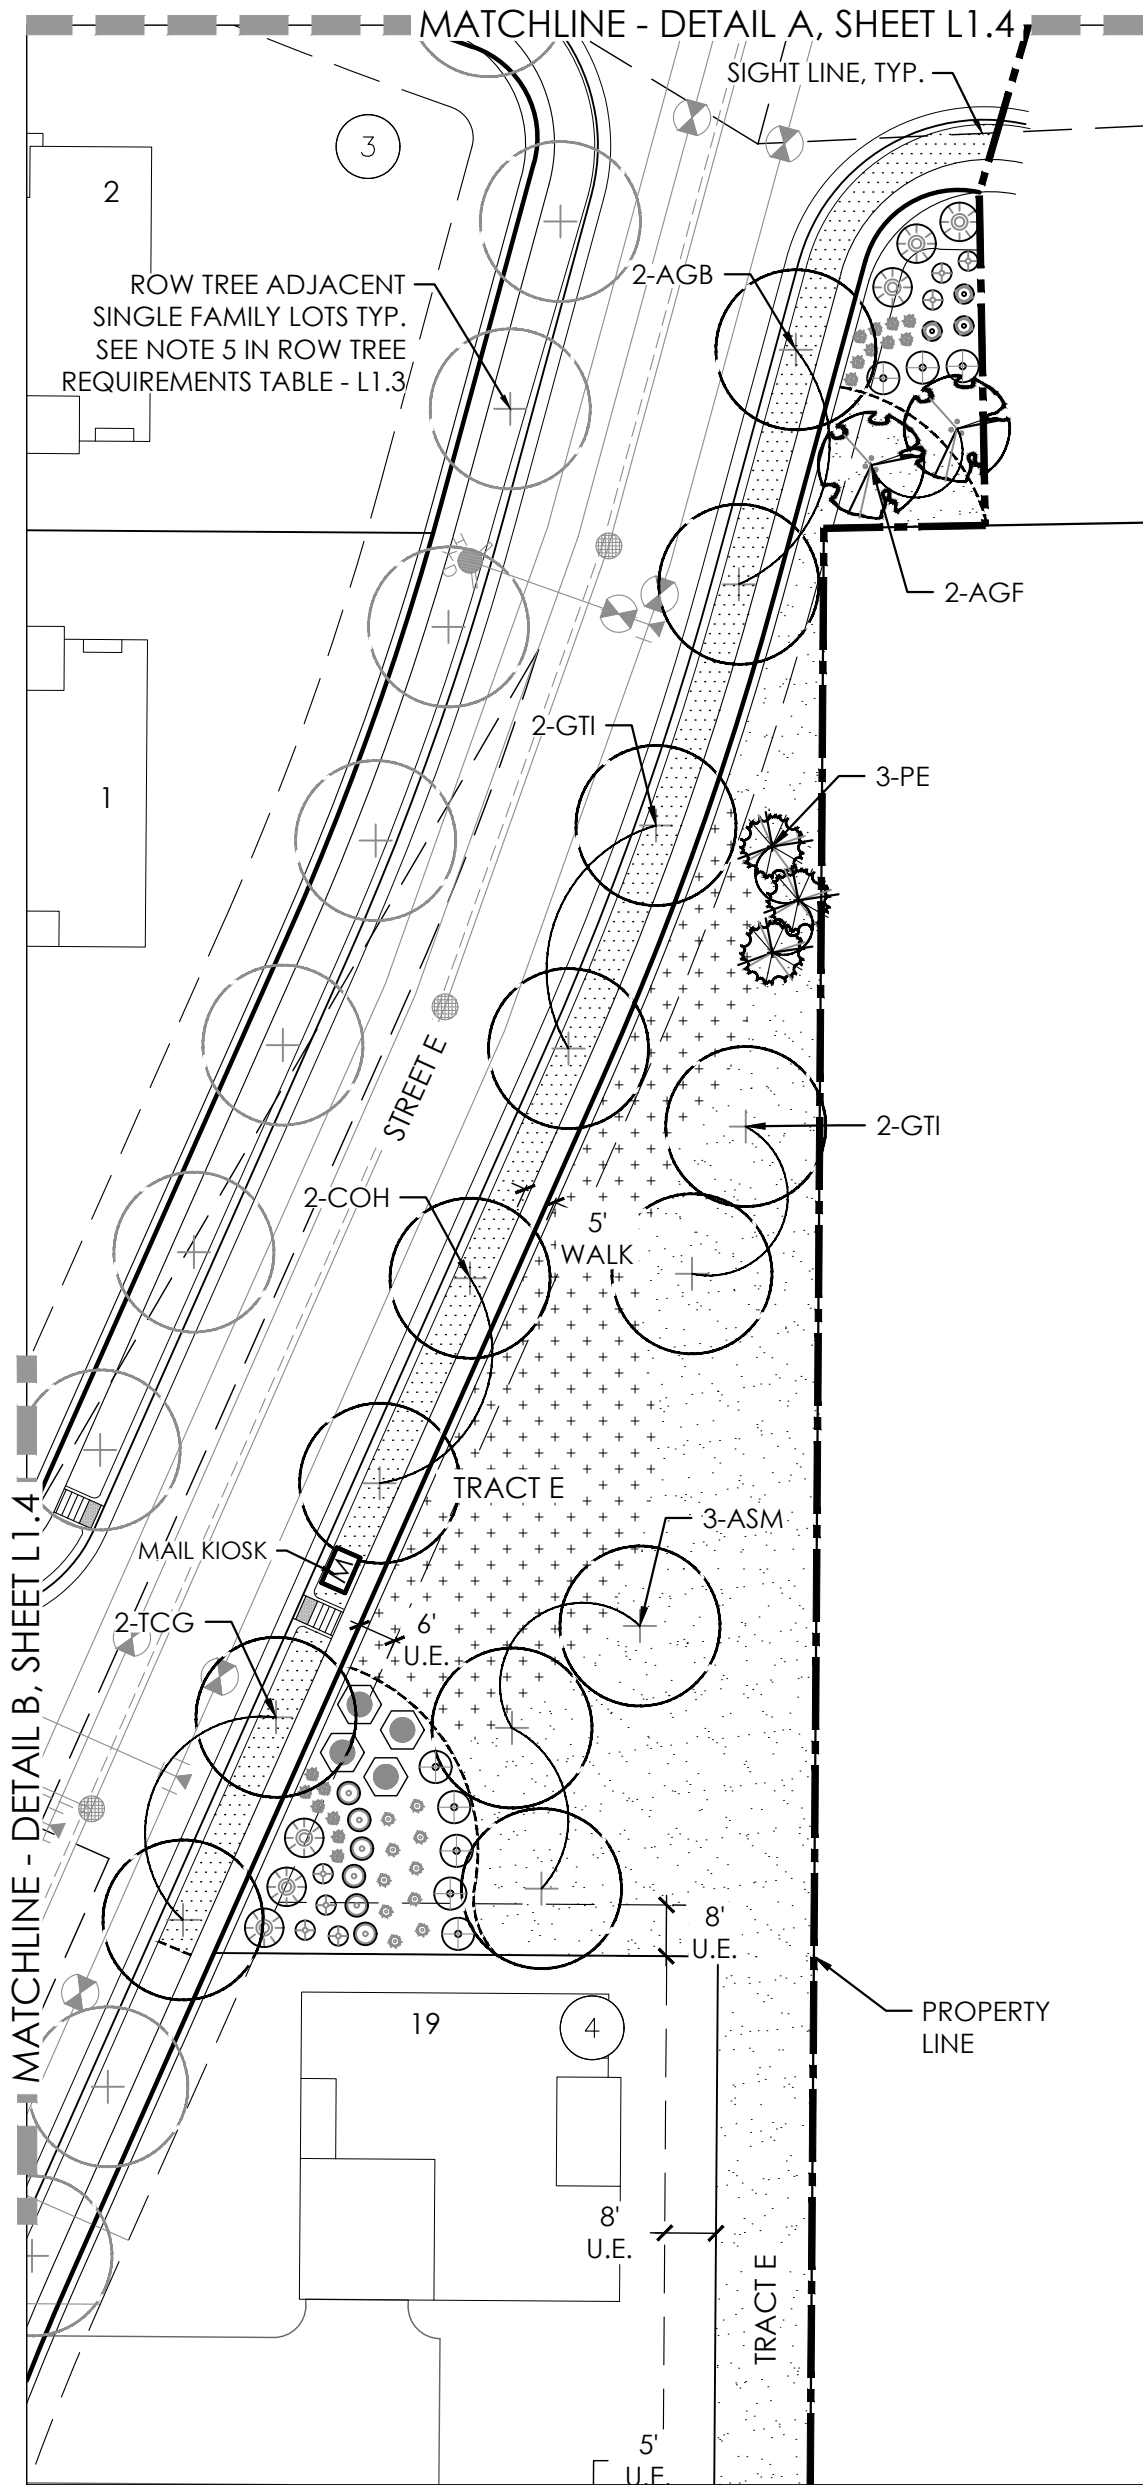 MATCHLINE - DETAIL A, SHEET L1.4
SIGHT LINE, TYP.
3
2
ROW TREE ADJACENT
SINGLE FAMILY LOTS TYP.
SEE NOTE 5 IN ROW TREE
REQUIREMENTS TABLE - L1.3
2-AGB
2-AGF
2-GTI
3-PE
1
STREET E
2-GTI
2-COH
5'
WALK
TRACT E
3-ASM
MAIL KIOSK
M
2-TCG
6'
U.E.
MATCHLINE - DETAIL B, SHEET L1.4
8'
U.E.
PROPERTY
LINE
19
4
8'
U.E.
TRACT E
5'
U.E.